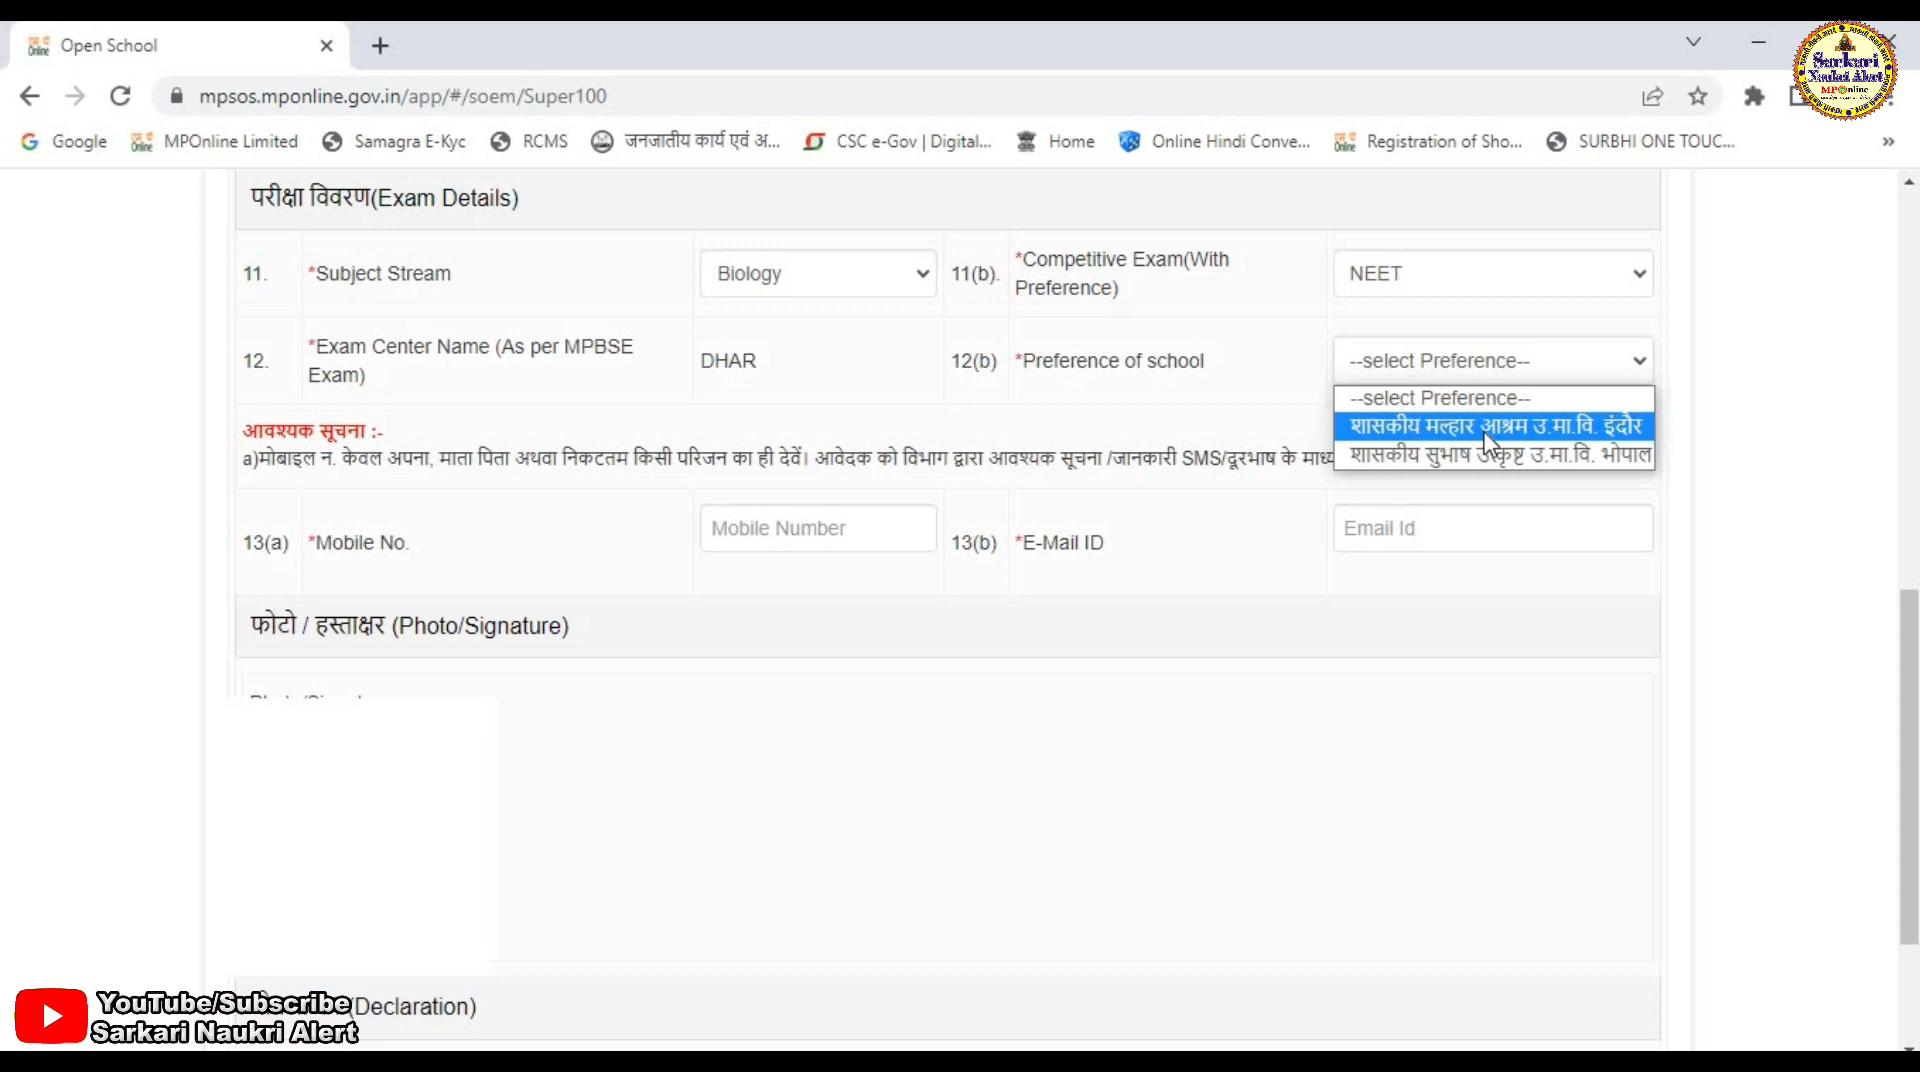 Open School
mpsos.mponline.gov.in/app/#/soem/Super100
Sarkari
Naukri Alert
MPOnline
Google
MPOnline Limited
Samagra E-Kyc
RCMS
जनजातीय कार्य एवं अ...
CSC e-Gov | Digital...
Home
Online Hindi Conve...
Registration of Sho...
SURBHI ONE TOUC...
»
परीक्षा विवरण(Exam Details)
11.
*Subject Stream
Biology
11(b).
*Competitive Exam(With
Preference)
NEET
12.
*Exam Center Name (As per MPBSE
Exam)
DHAR
12(b)
*Preference of school
--select Preference--
--select Preference--
शासकीय मल्हार आश्रम उ.मा.वि. इंदौर
शासकीय सुभाष उत्कृष्ट उ.मा.वि. भोपाल
आवश्यक सूचना :-
a)मोबाइल न. केवल अपना, माता पिता अथवा निकटतम किसी परिजन का ही देवें। आवेदक को विभाग द्वारा आवश्यक सूचना /जानकारी SMS/दूरभाष के माध्य
13(a)
*Mobile No.
Mobile Number
13(b)
*E-Mail ID
Email Id
फोटो / हस्ताक्षर (Photo/Signature)
(Declaration)
YouTube/Subscribe
Sarkari Naukri Alert